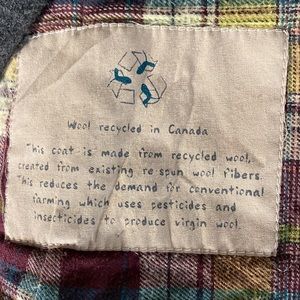 Wool recycled in Canada
This coat is made from recycled wool,
created from existing re spun wool fibers.
This reduces the demand for conventional
farming which uses pesticides and
insecticides to produce virgin wool.